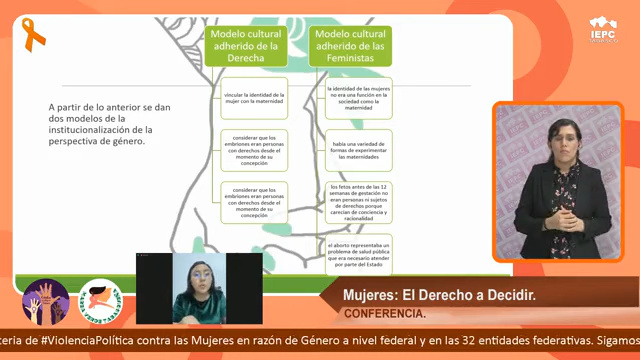 IEPC
TABASCO
Modelo cultural
adherido de la
Derecha
Modelo cultural
adherido de las
Feministas
A partir de lo anterior se dan
dos modelos de la
institucionalización de la
perspectiva de género.
vincular la identidad de la
mujer con la maternidad
considerar que los
embriones eran personas
con derechos desde el
momento de su
concepción
considerar que los
embriones eran personas
con derechos desde el
momento de su
concepción
la identidad de las mujeres
no era una función en la
sociedad como la
maternidad
había una variedad de
formas de experimentar
las maternidades
los fetos antes de las 12
semanas de gestación no
eran personas ni sujetos
de derechos porque
carecían de conciencia y
racionalidad
el aborto representaba un
problema de salud pública
que era necesario atender
por parte del Estado
MAREA VERDE
Mujeres: El Derecho a Decidir.
CONFERENCIA.
teria de #ViolenciaPolítica contra las Mujeres en razón de Género a nivel federal y en las 32 entidades federativas. Sigamos